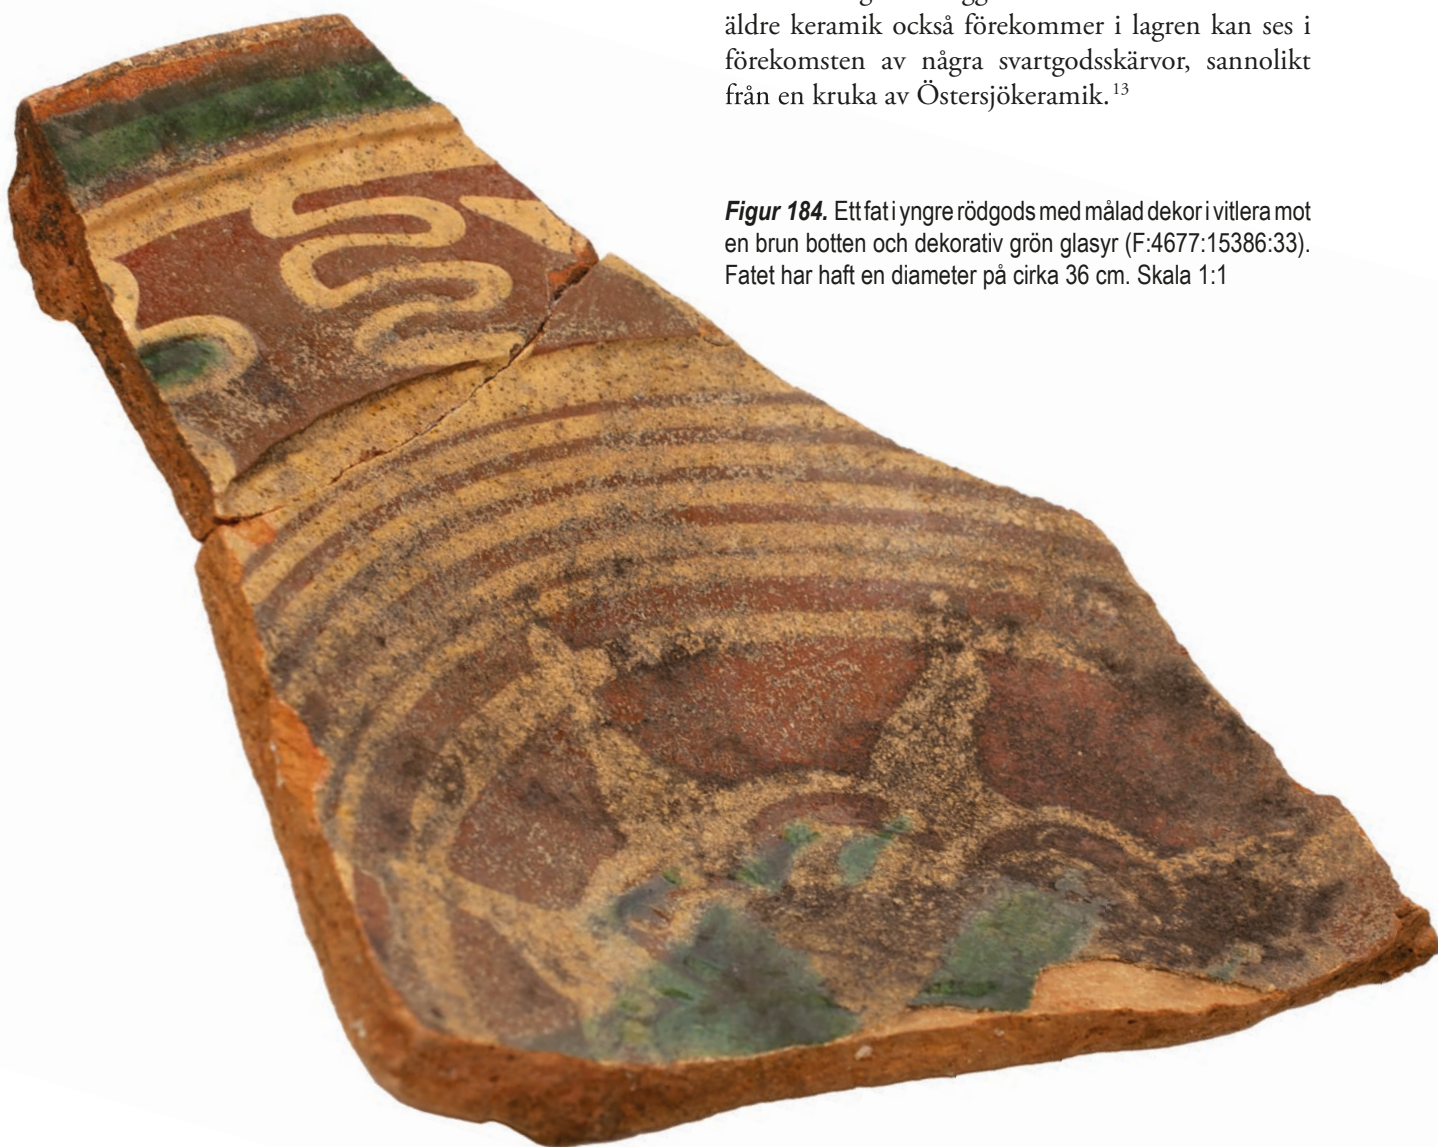 äldre keramik också förekommer i lagren kan ses i
förekomsten av några svartgodsskärvor, sannolikt
från en kruka av Östersjökeramik.13
Figur 184. Ett fat i yngre rödgods med målad dekor i vitlera mot
en brun botten och dekorativ grön glasyr (F:4677:15386:33).
Fatet har haft en diameter på cirka 36 cm. Skala 1:1